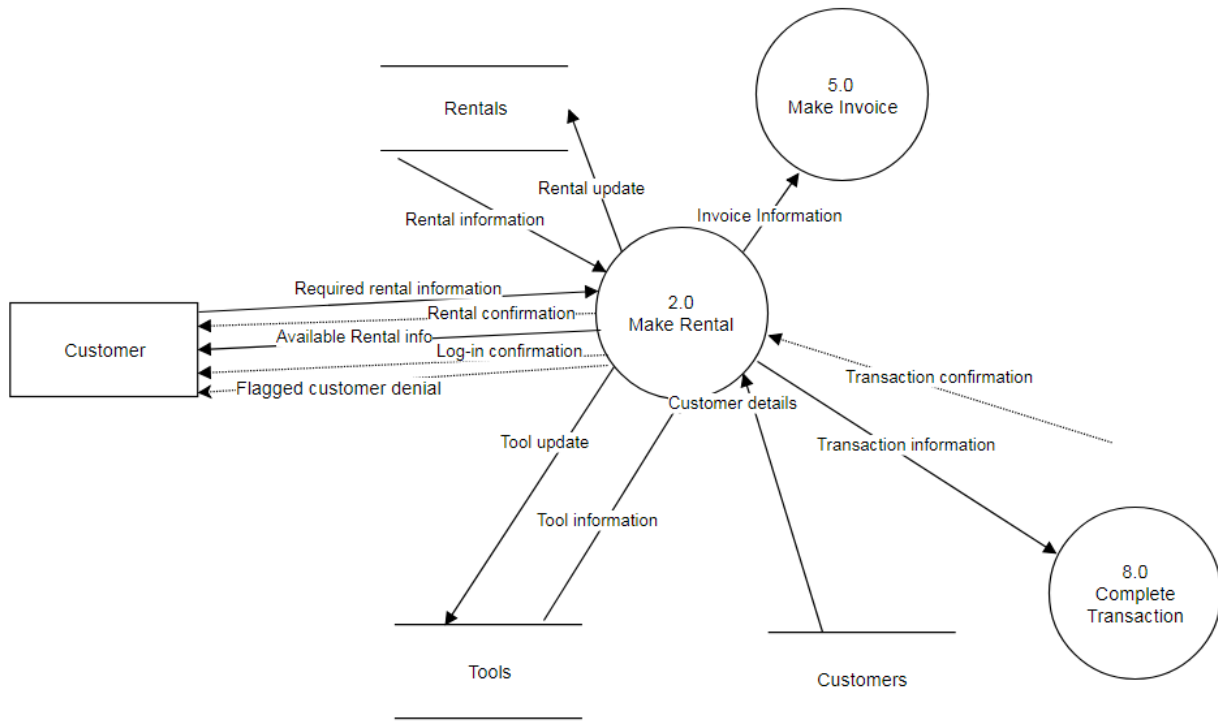 5.0
Make Invoice
Rentals
Rental update
Invoice Information
Rental information
Required rental information
2.0
Make Rental
Rental confirmation
Customer
Available Rental info
Log-in confirmation
Flagged customer denial
Transaction confirmation
Customer details
Tool update
Transaction information
Tool information
8.0
Complete
Transaction
Tools
Customers